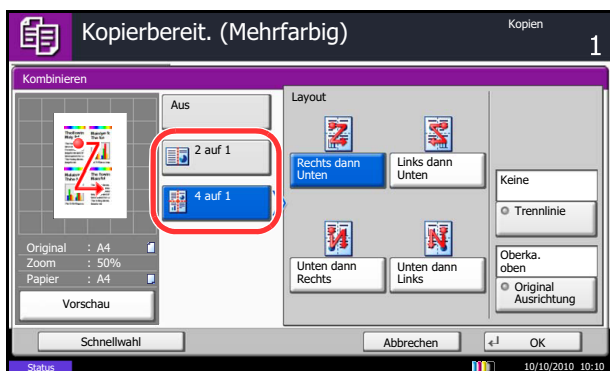 Kopierbereit. (Mehrfarbig)
Kopien
1
Kombinieren
Aus
2 auf 1
4 auf 1
Original : A4
Zoom : 50%
Papier : A4
Vorschau
Layout
Rechts dann
Unten
Links dann
Unten
Unten dann
Rechts
Unten dann
Links
Keine
Trennlinie
Oberka.
oben
Original
Ausrichtung
Schnellwahl
Abbrechen
OK
Status
10/10/2010 10:10